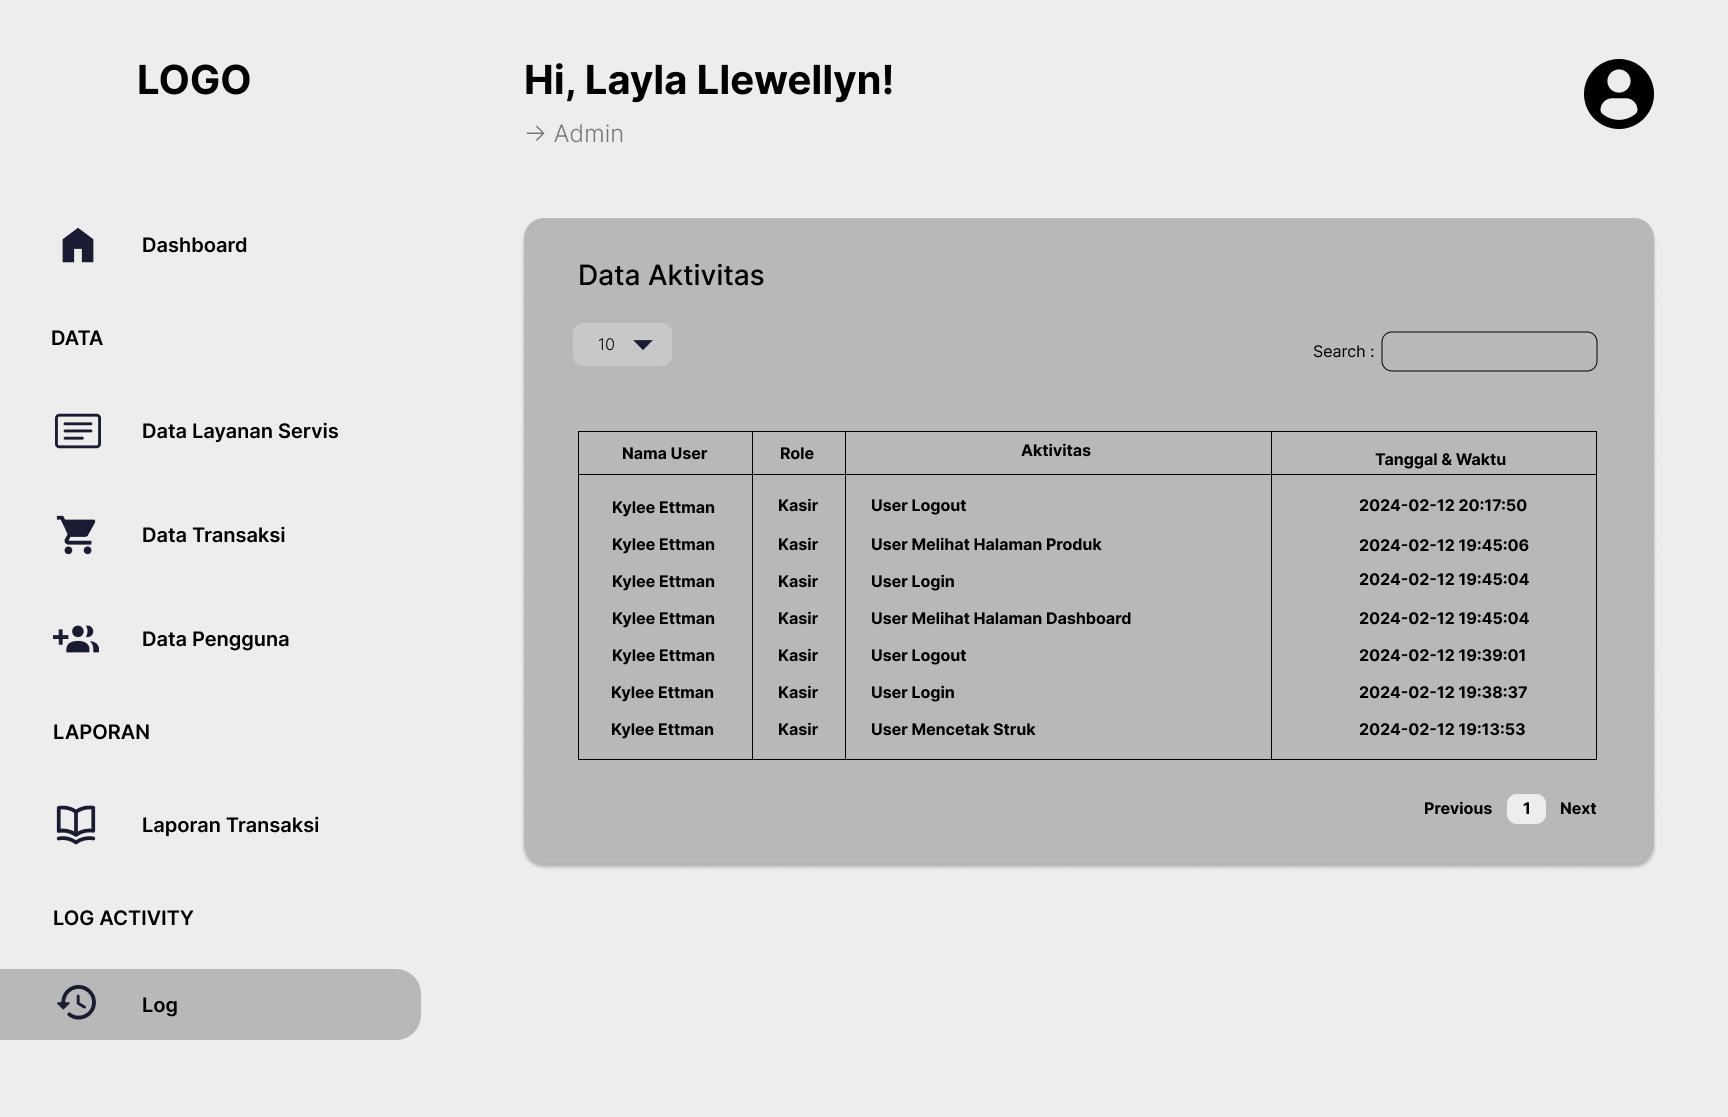 LOGO
Hi, Layla Llewellyn!
→ Admin
Dashboard
DATA
Data Layanan Servis
Data Transaksi
Data Pengguna
LAPORAN
Laporan Transaksi
LOG ACTIVITY
Log
Data Aktivitas
10
Search :
Nama User Role Aktivitas Tanggal & Waktu
Kylee Ettman Kasir User Logout 2024-02-12 20:17:50
Kylee Ettman Kasir User Melihat Halaman Produk 2024-02-12 19:45:06
Kylee Ettman Kasir User Login 2024-02-12 19:45:04
Kylee Ettman Kasir User Melihat Halaman Dashboard 2024-02-12 19:45:04
Kylee Ettman Kasir User Logout 2024-02-12 19:39:01
Kylee Ettman Kasir User Login 2024-02-12 19:38:37
Kylee Ettman Kasir User Mencetak Struk 2024-02-12 19:13:53
Previous 1 Next